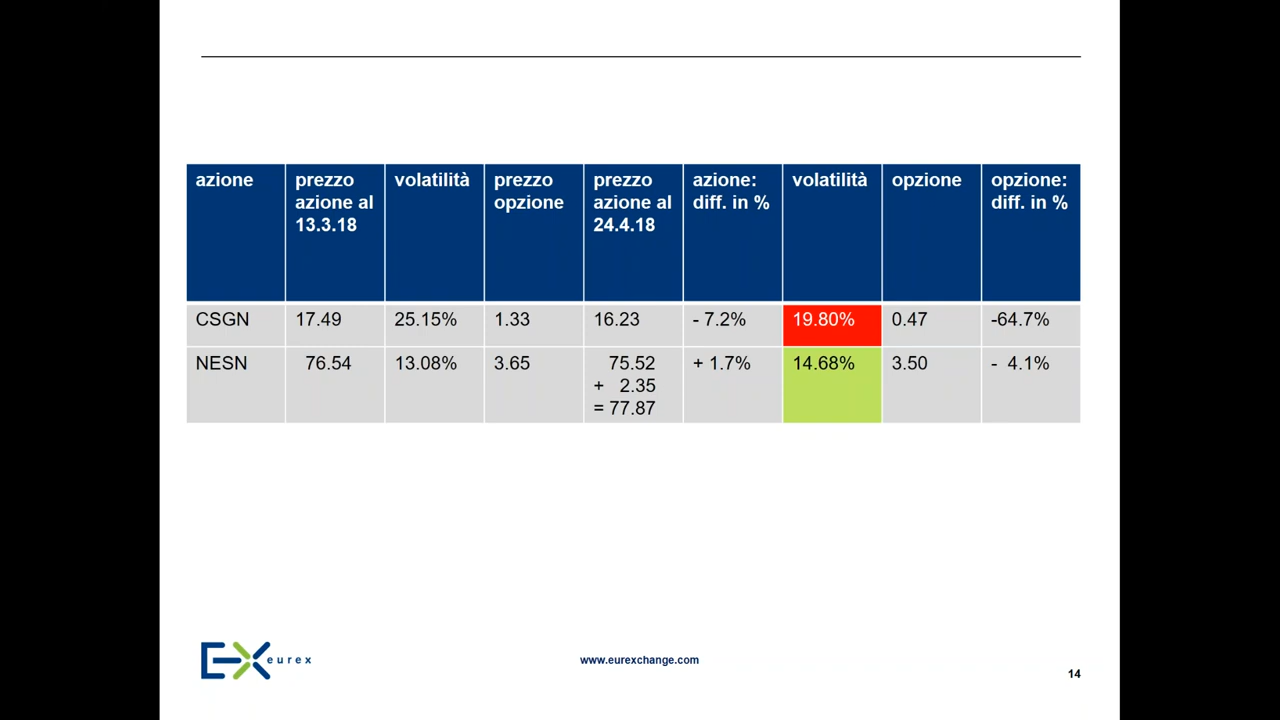 azione prezzo volatilità prezzo prezzo azione: volatilità opzione opzione:
azione al opzione azione al diff. in % diff. in %
13.3.18 24.4.18
CSGN 17.49 25.15% 1.33 16.23 - 7.2% 19.80% 0.47 -64.7%
NESN 76.54 13.08% 3.65 75.52 + 1.7% 14.68% 3.50 - 4.1%
+ 2.35
= 77.87
eurex www.eurexchange.com
14